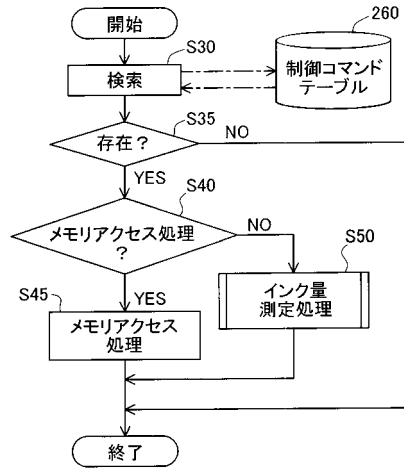 開始
S30
260
検索
制御コマンド
テーブル
S35
存在？
NO
YES
S40
メモリアクセス処理
？
NO
S50
S45
YES
インク量
測定処理
メモリアクセス
処理
終了